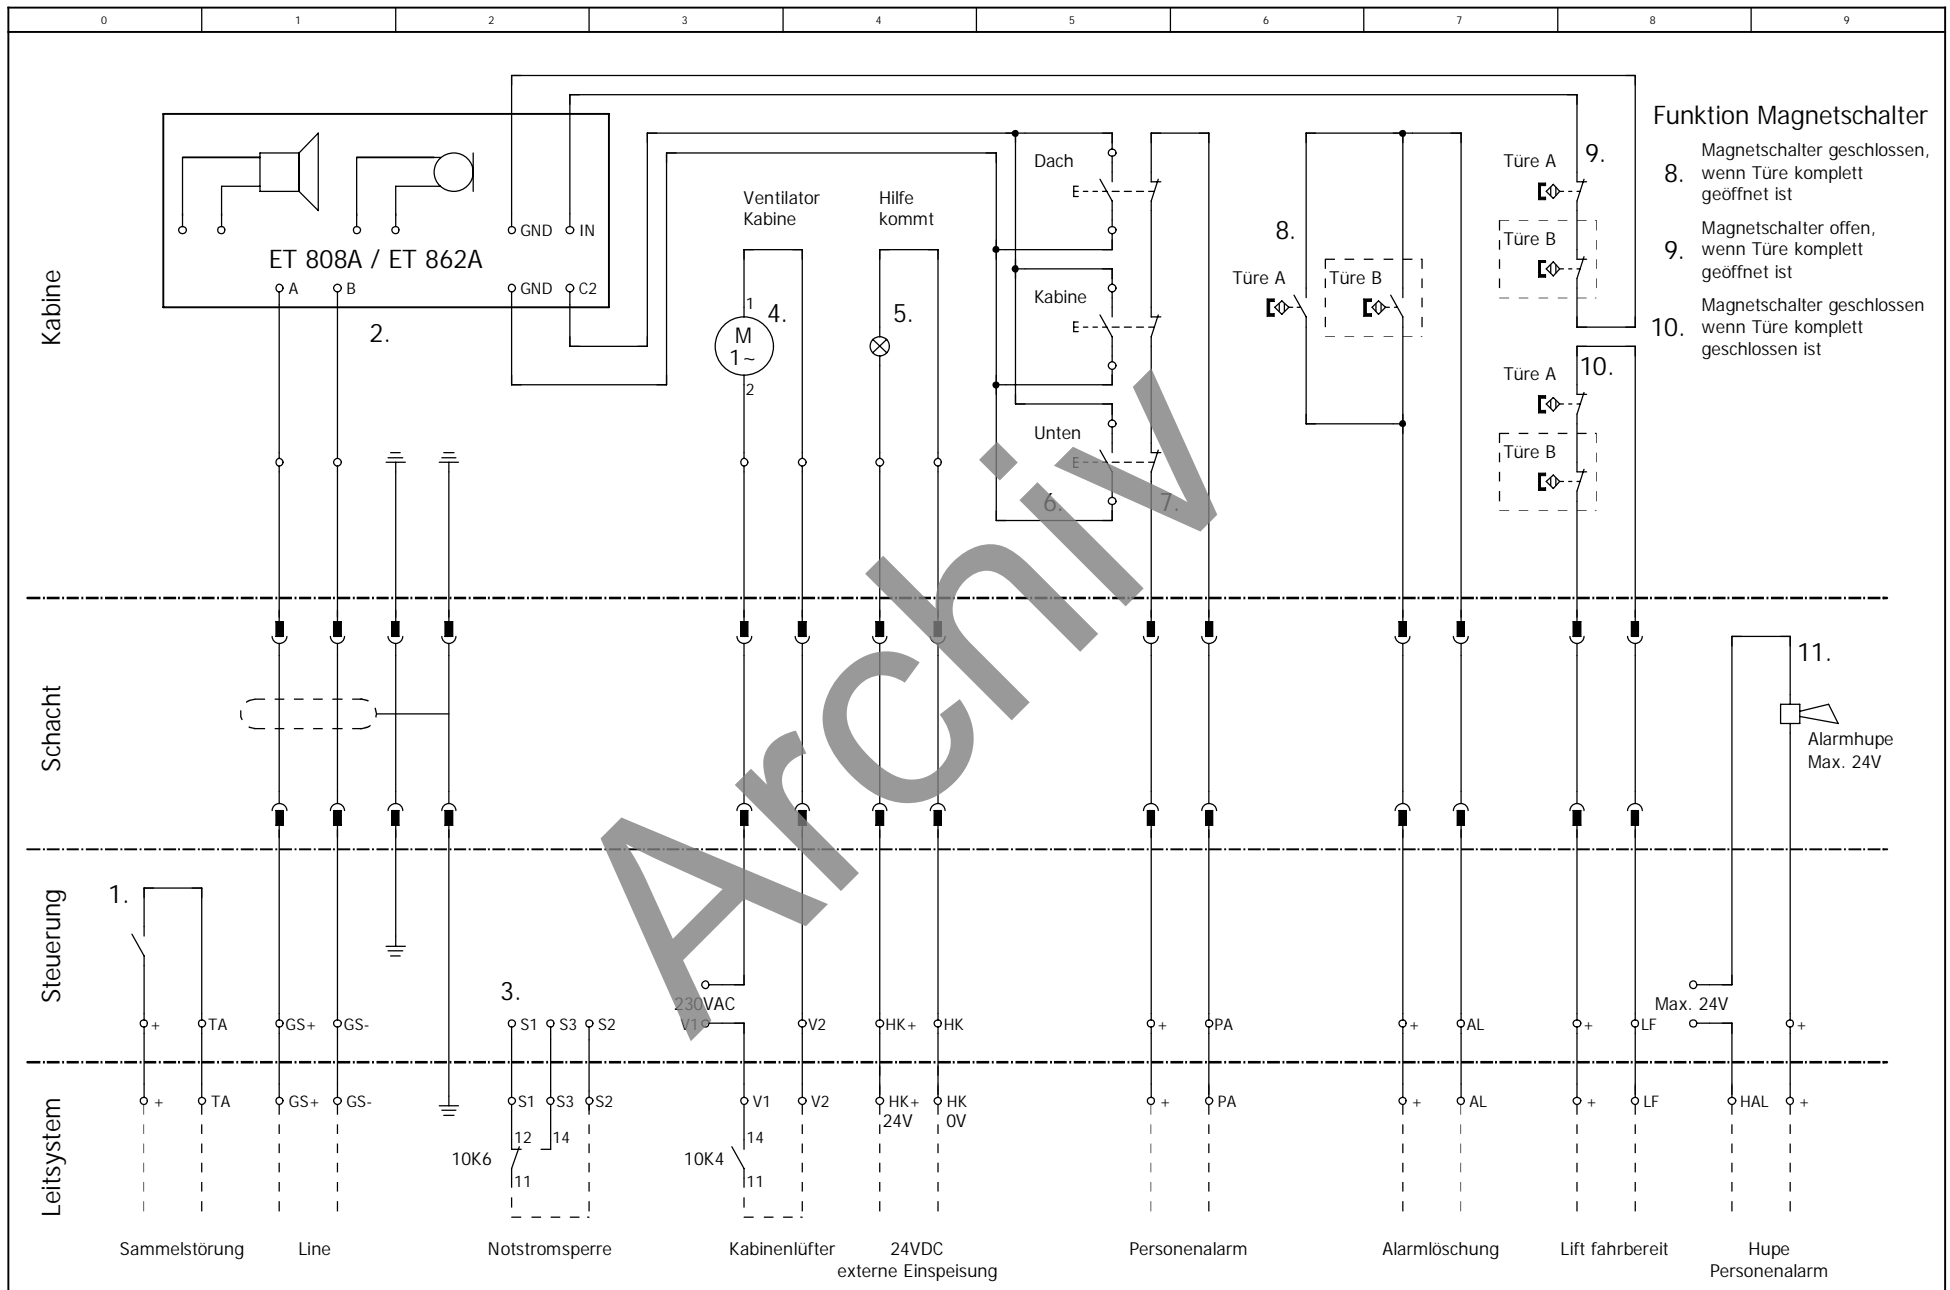 0 1 2 3 4 5 6 7 8 9
Funktion Magnetschalter
8. Magnetschalter geschlossen,
wenn Türe komplett
geöffnet ist
9. Magnetschalter offen,
wenn Türe komplett
geöffnet ist
10. Magnetschalter geschlossen
wenn Türe komplett
geschlossen ist
Kabine
GND IN
ET 808A / ET 862A
A B GND C2
2.
Ventilator
Kabine
1
4.
M
1~
2
Hilfe
kommt
5.
Dach
E
Kabine
E
Unten
E
6.
7.
8.
Türe A
Türe B
9.
Türe A
Türe B
10.
Türe A
Türe B
Schacht
11.
Alarmhupe
Max. 24V
Steuerung
1.
3.
230VAC
Max. 24V
+ TA GS+ GS- S1 S3 S2 V1 V2 HK+ HK + PA + AL + LF +
Leitsystem
+ TA GS+ GS- S1 S3 S2 V1 V2 HK+ HK + PA + AL + LF HAL +
24V 0V
12 14
10K6
11
14
10K4
11
Sammelstörung
Line
Notstromsperre
Kabinenlüfter
24VDC
externe Einspeisung
Personenalarm
Alarmlöschung
Lift fahrbereit
Hupe
Personenalarm
Archiv